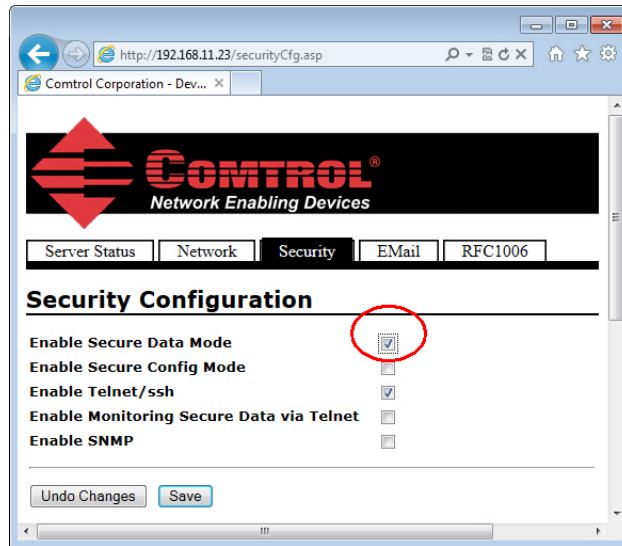 http://192.168.11.23/securityCfg.asp
Comtrol Corporation - Dev...
COMTROL®
Network Enabling Devices
Server Status Network Security EMail RFC1006
Security Configuration
Enable Secure Data Mode
Enable Secure Config Mode
Enable Telnet/ssh
Enable Monitoring Secure Data via Telnet
Enable SNMP
Undo Changes Save